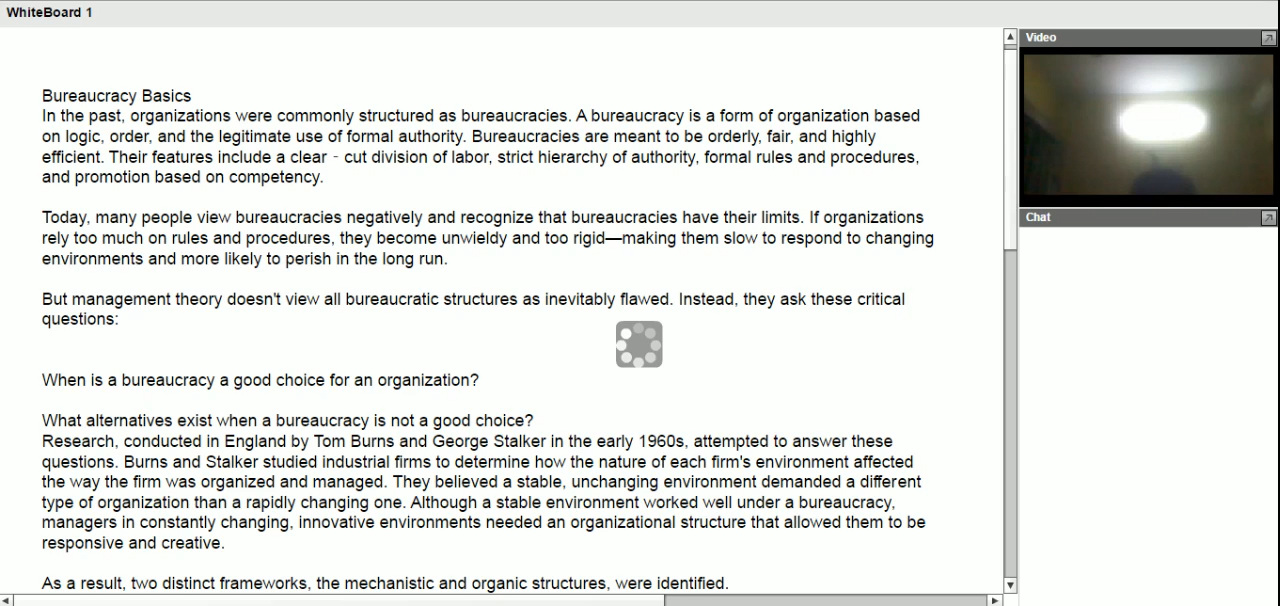 WhiteBoard 1
Bureaucracy Basics
In the past, organizations were commonly structured as bureaucracies. A bureaucracy is a form of organization based
on logic, order, and the legitimate use of formal authority. Bureaucracies are meant to be orderly, fair, and highly
efficient. Their features include a clear - cut division of labor, strict hierarchy of authority, formal rules and procedures,
and promotion based on competency.
Today, many people view bureaucracies negatively and recognize that bureaucracies have their limits. If organizations
rely too much on rules and procedures, they become unwieldy and too rigid—making them slow to respond to changing
environments and more likely to perish in the long run.
But management theory doesn't view all bureaucratic structures as inevitably flawed. Instead, they ask these critical
questions:
When is a bureaucracy a good choice for an organization?
What alternatives exist when a bureaucracy is not a good choice?
Research, conducted in England by Tom Burns and George Stalker in the early 1960s, attempted to answer these
questions. Burns and Stalker studied industrial firms to determine how the nature of each firm's environment affected
the way the firm was organized and managed. They believed a stable, unchanging environment demanded a different
type of organization than a rapidly changing one. Although a stable environment worked well under a bureaucracy,
managers in constantly changing, innovative environments needed an organizational structure that allowed them to be
responsive and creative.
As a result, two distinct frameworks, the mechanistic and organic structures, were identified.
Video
Chat